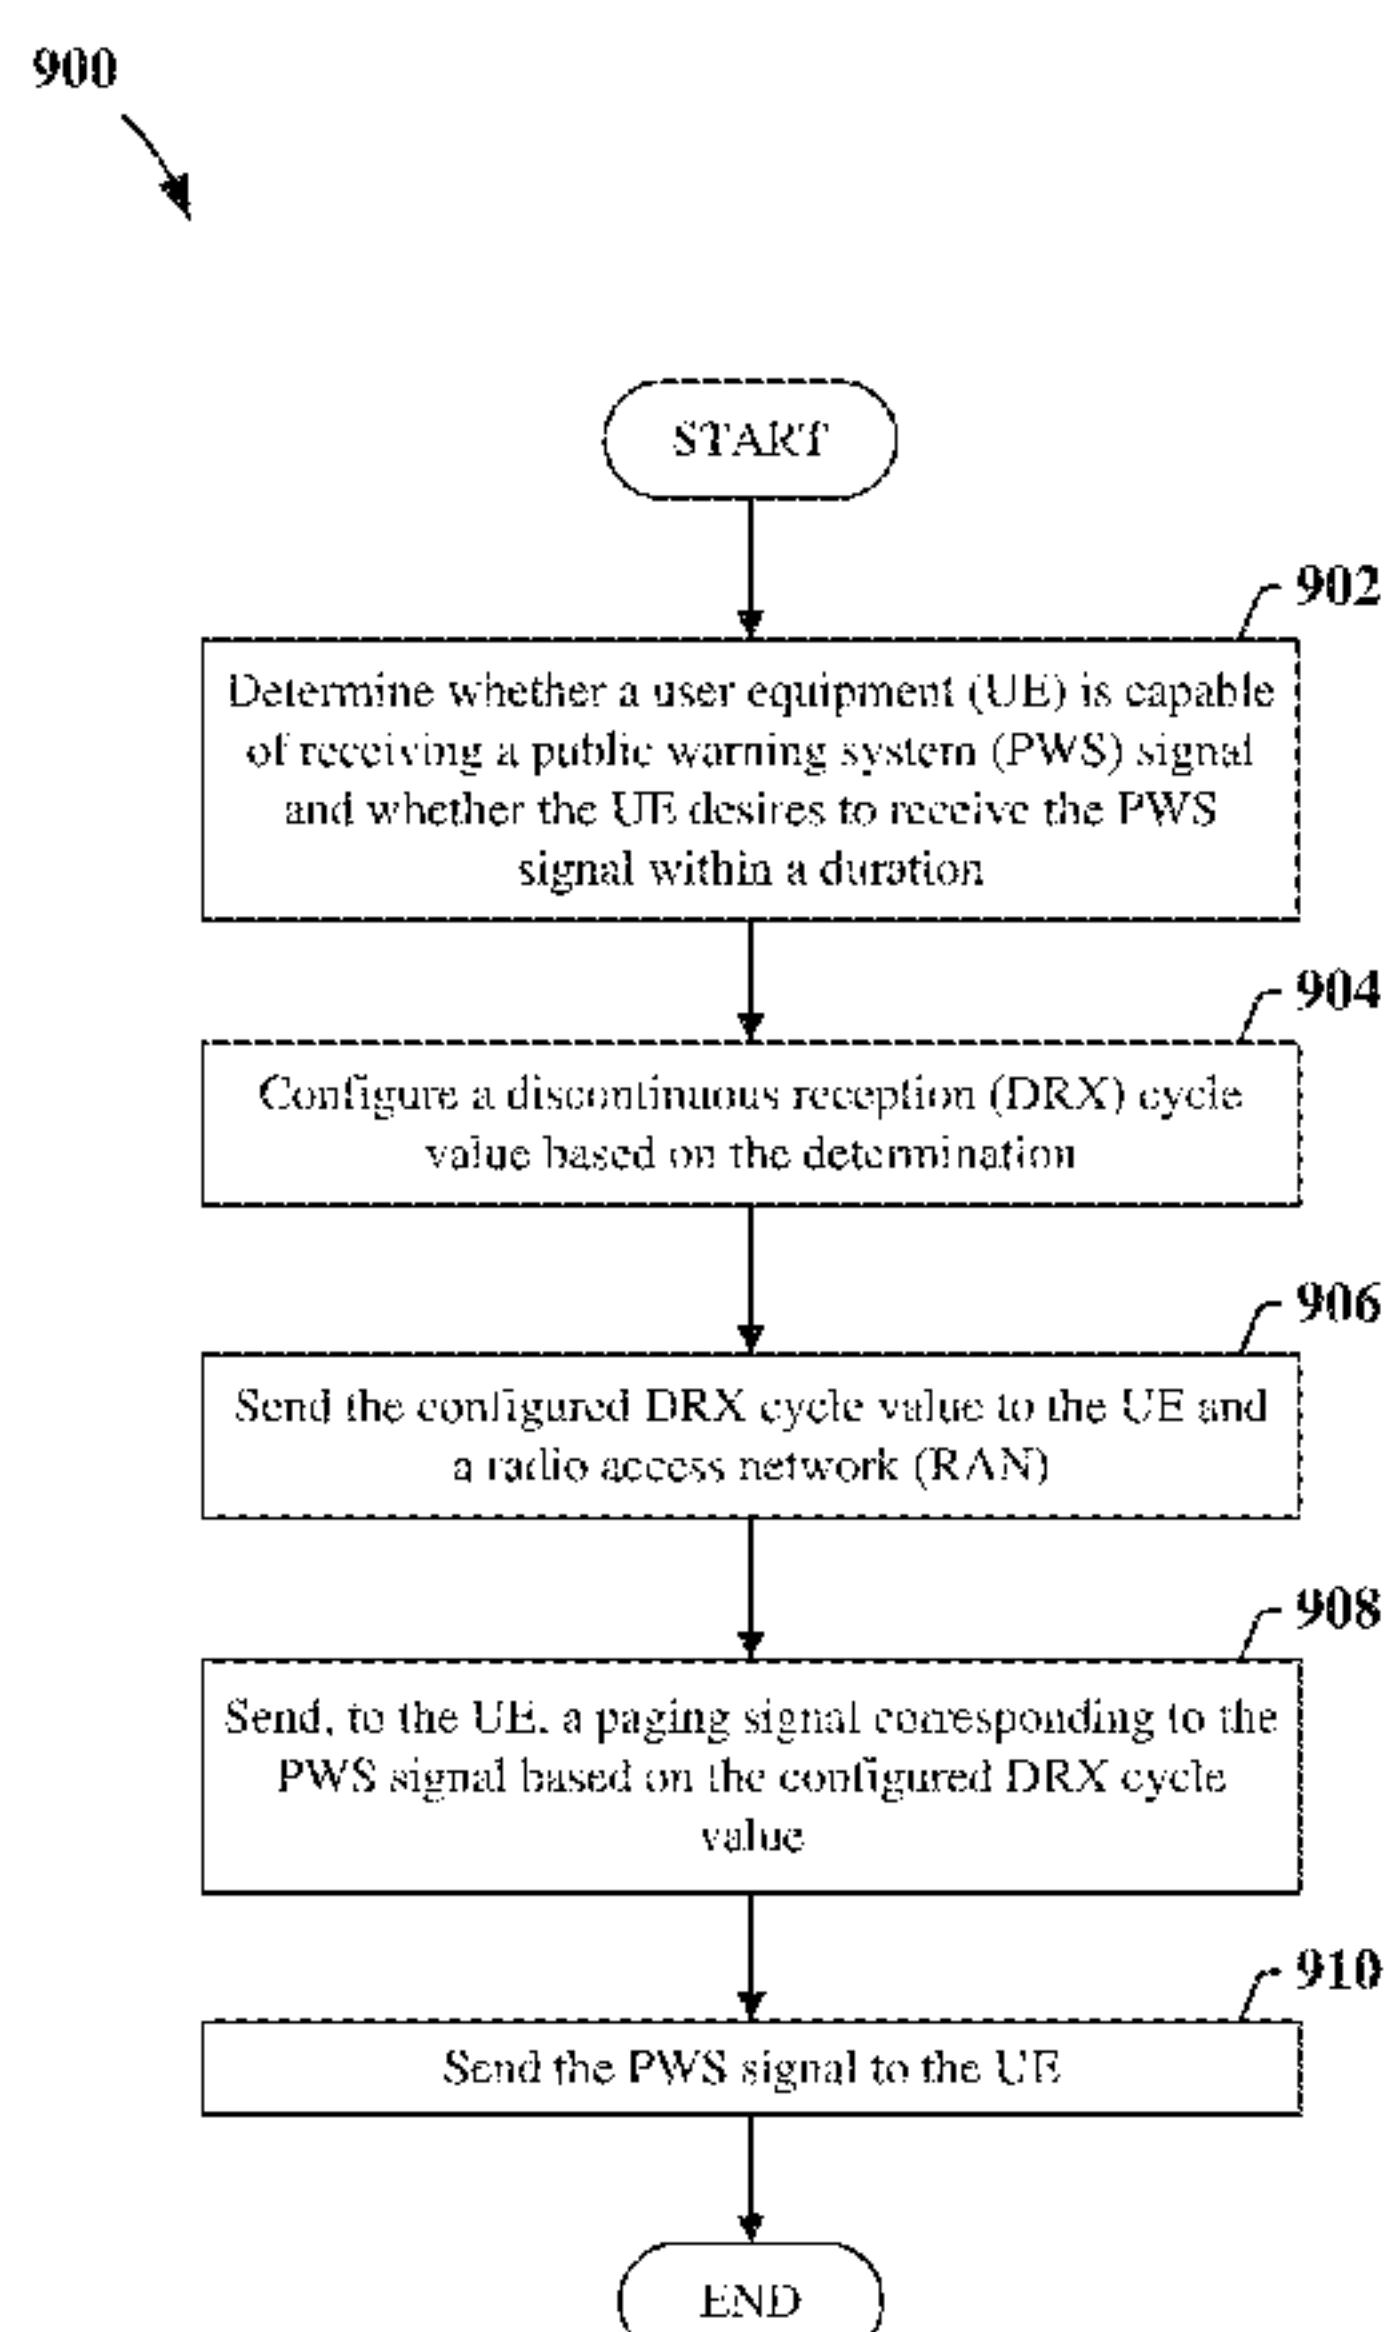 900
START
902
Determine whether a user equipment (UE) is capable
of receiving a public warning system (PWS) signal
and whether the UE desires to receive the PWS
signal within a duration
904
Configure a discontinuous reception (DRX) cycle
value based on the determination
906
Send the configured DRX cycle value to the UE and
a radio access network (RAN)
908
Send, to the UE, a paging signal corresponding to the
PWS signal based on the configured DRX cycle
value
910
Send the PWS signal to the UE
END